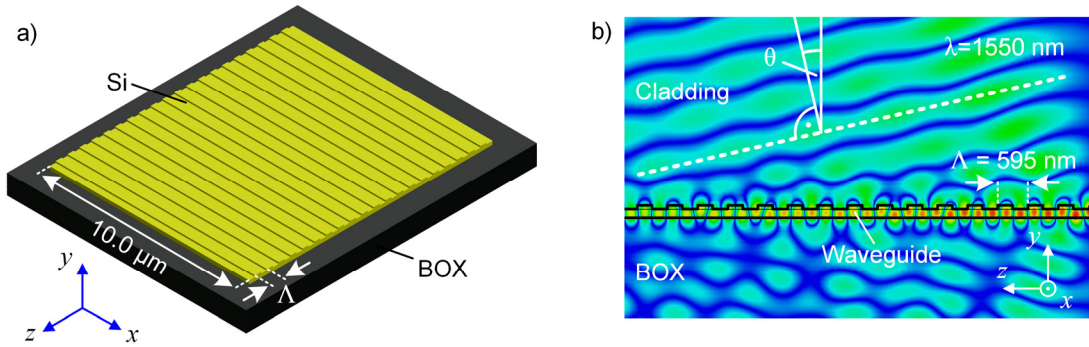 a)
Si
10.0 µm
Λ
BOX
y
z
x
b)
θ
λ=1550 nm
Cladding
Λ = 595 nm
Waveguide
BOX
y
z
x